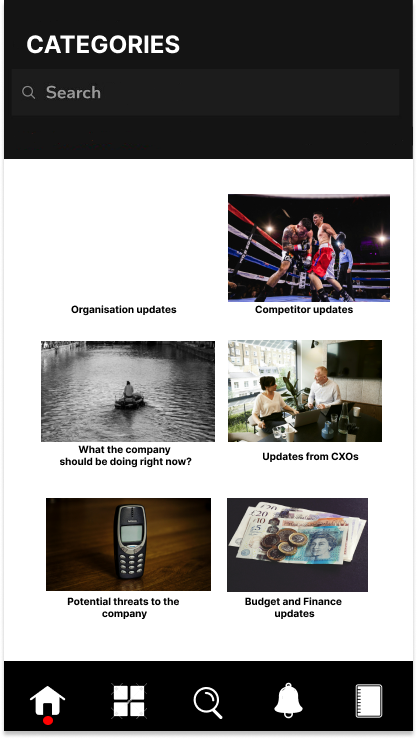 CATEGORIES
Search
Organisation updates
Competitor updates
What the company
should be doing right now?
Updates from CXOs
Potential threats to the
company
Budget and Finance
updates